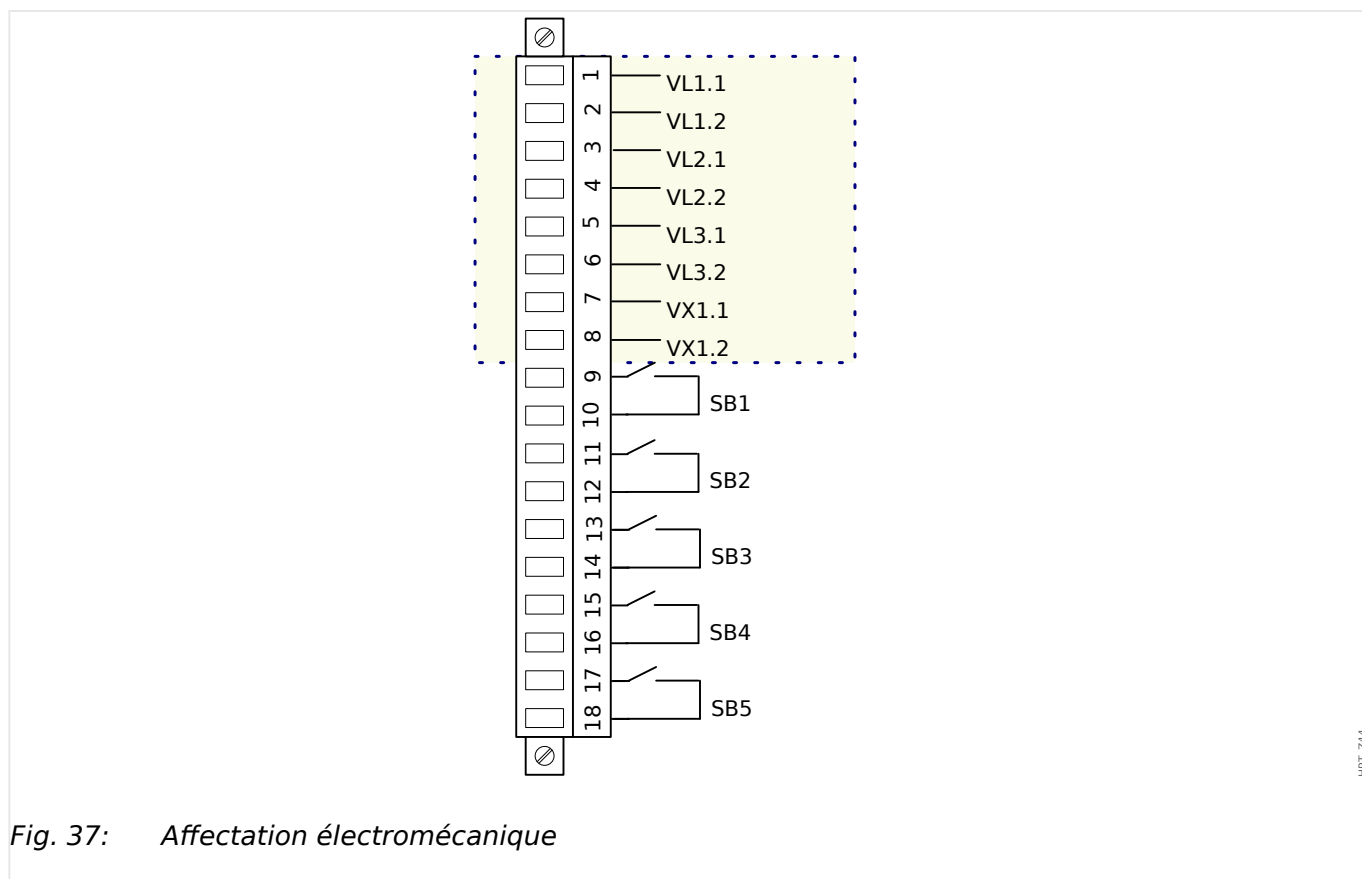 1 VL1.1
2 VL1.2
3 VL2.1
4 VL2.2
5 VL3.1
6 VL3.2
7 VX1.1
8 VX1.2
9
SB1
10
11
SB2
12
13
SB3
14
15
SB4
16
17
SB5
18
Fig. 37: Affectation électromécanique